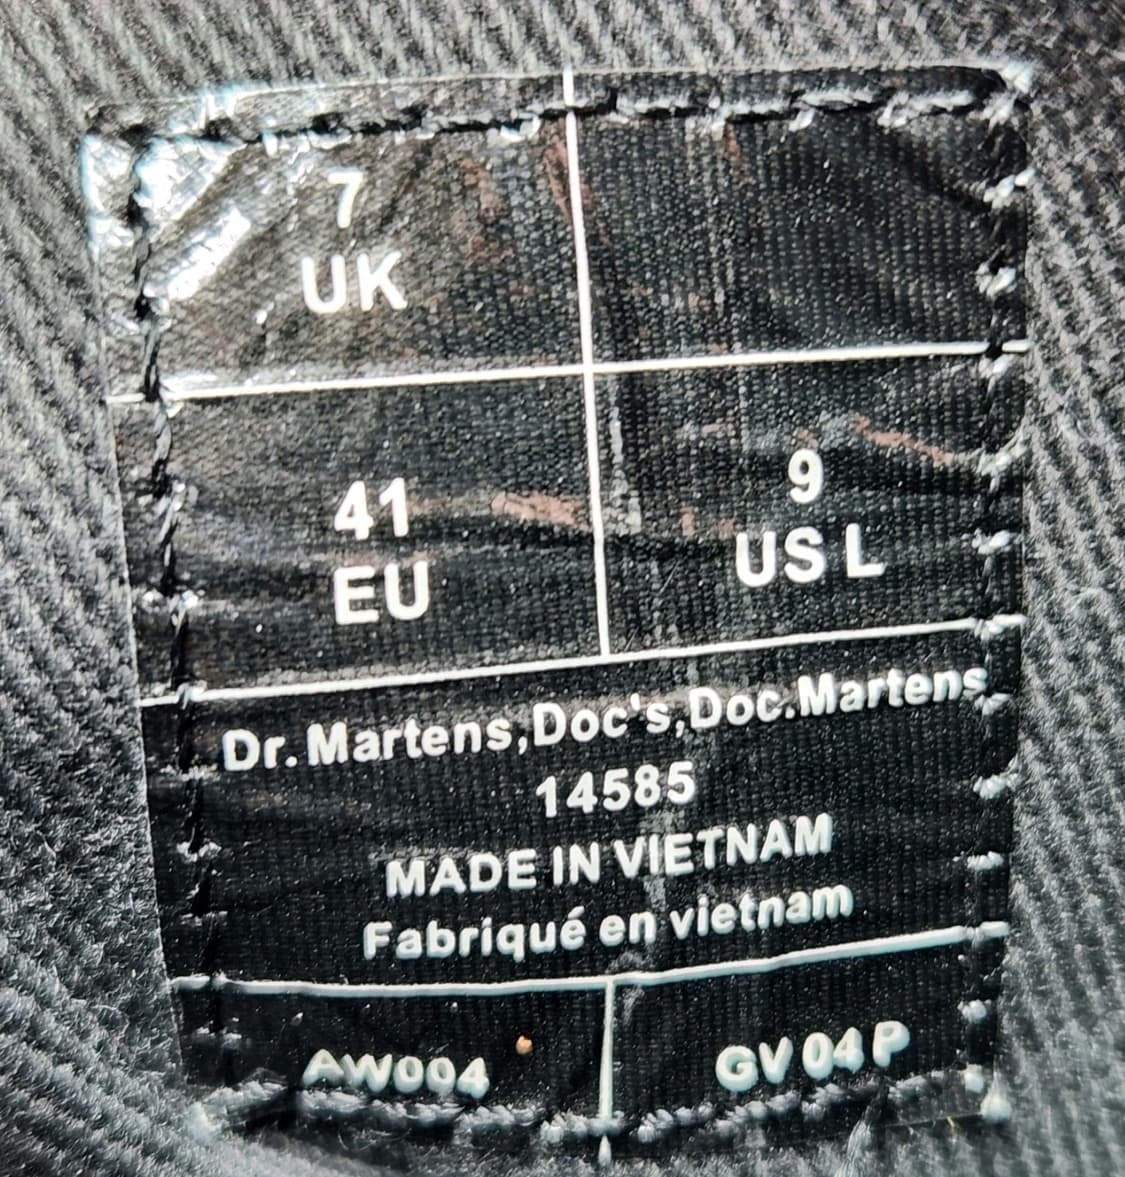 7
UK
41
EU
9
US L
Dr.Martens,Doc's,Doc.Martens
14585
MADE IN VIETNAM
Fabriqué en vietnam
AW004
GV 04 P